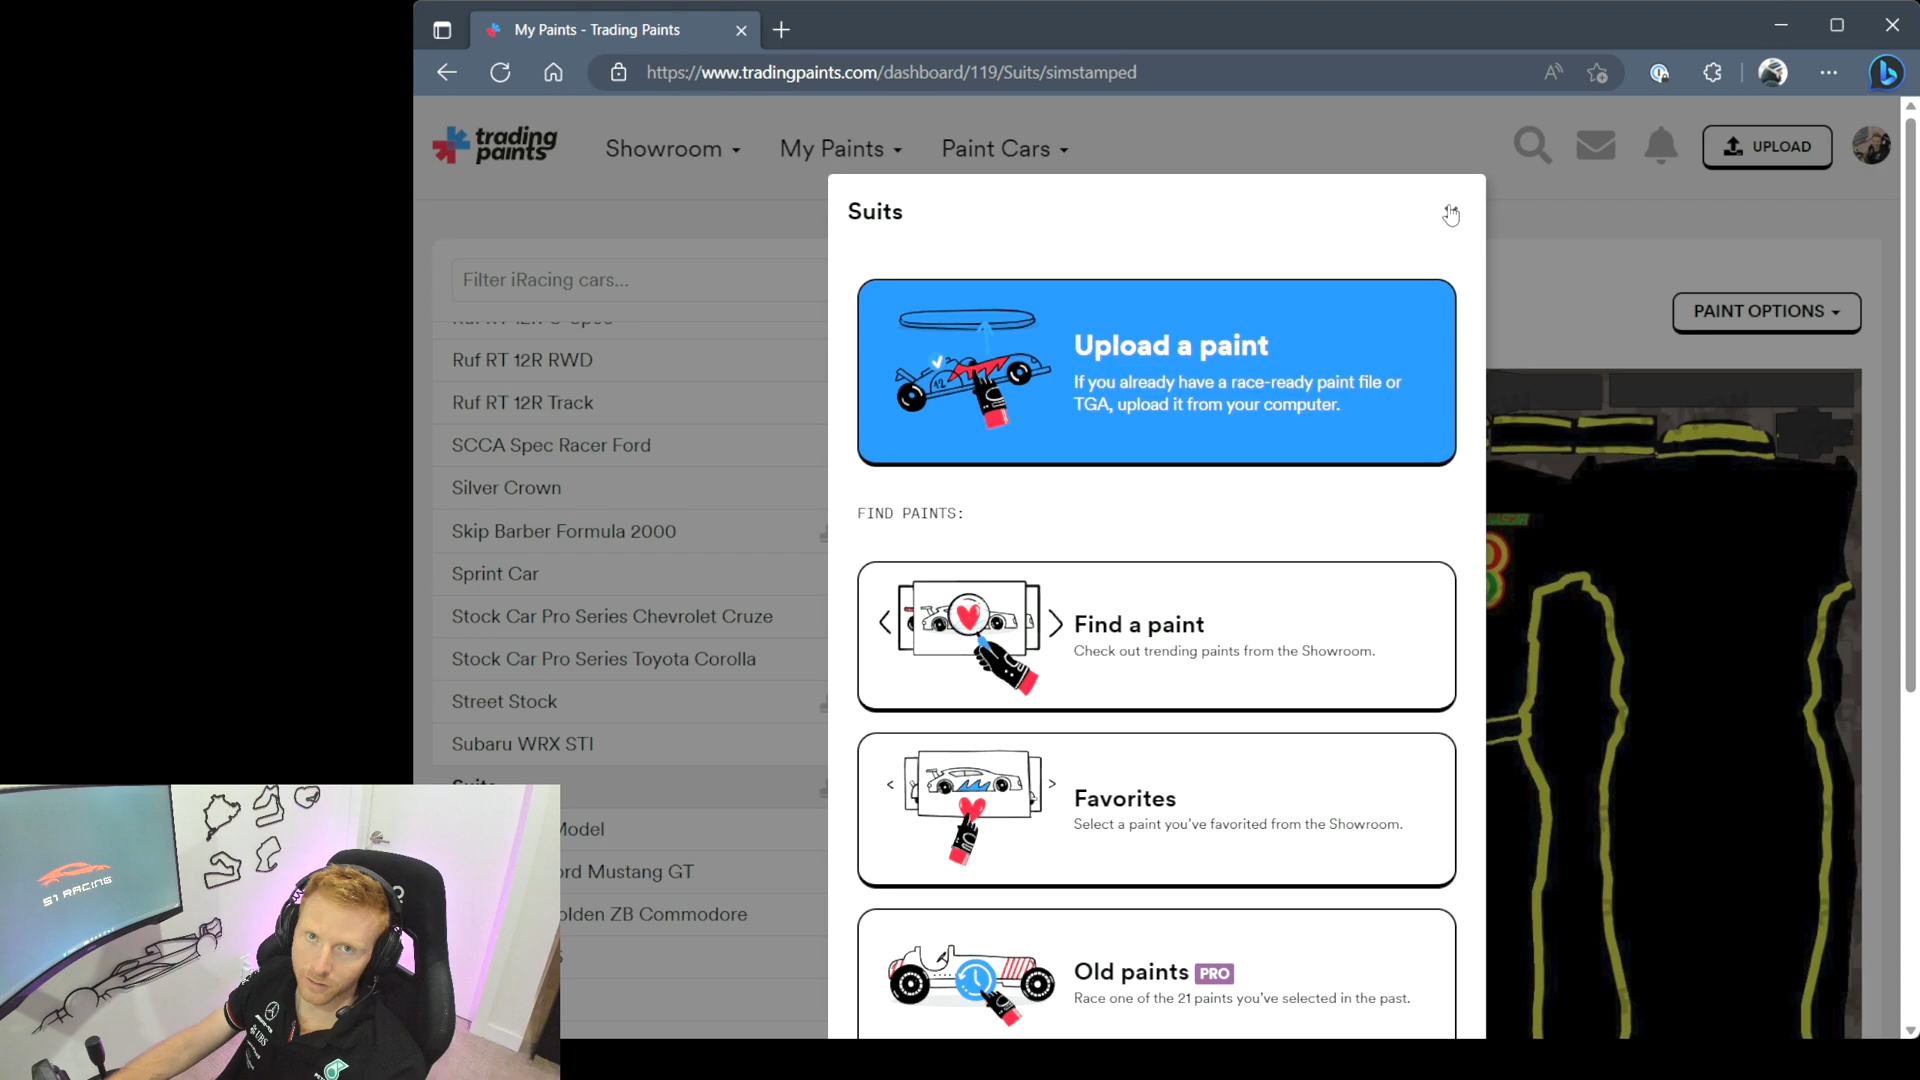 My Paints - Trading Paints
https://www.tradingpaints.com/dashboard/119/Suits/simstamped
trading
paints
Showroom
My Paints
Paint Cars
UPLOAD
Suits
Filter iRacing cars...
Ruf RT 12R RWD
Ruf RT 12R Track
SCCA Spec Racer Ford
Silver Crown
Skip Barber Formula 2000
Sprint Car
Stock Car Pro Series Chevrolet Cruze
Stock Car Pro Series Toyota Corolla
Street Stock
Subaru WRX STI
Suits
Model
ord Mustang GT
olden ZB Commodore
PAINT OPTIONS
Upload a paint
If you already have a race-ready paint file or
TGA, upload it from your computer.
12
FIND PAINTS:
Find a paint
Check out trending paints from the Showroom.
Favorites
Select a paint you've favorited from the Showroom.
Old paints PRO
Race one of the 21 paints you've selected in the past.
S1 RACING
UBS